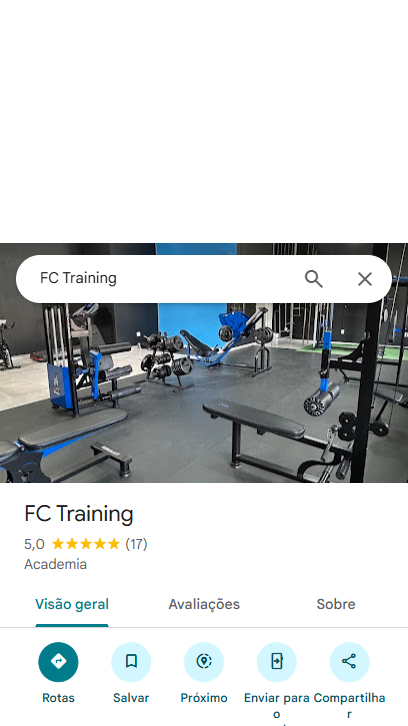 FC Training
FC Training
5,0 (17)
Academia
Visão geral Avaliações Sobre
Rotas Salvar Próximo Enviar para o Compartilhar